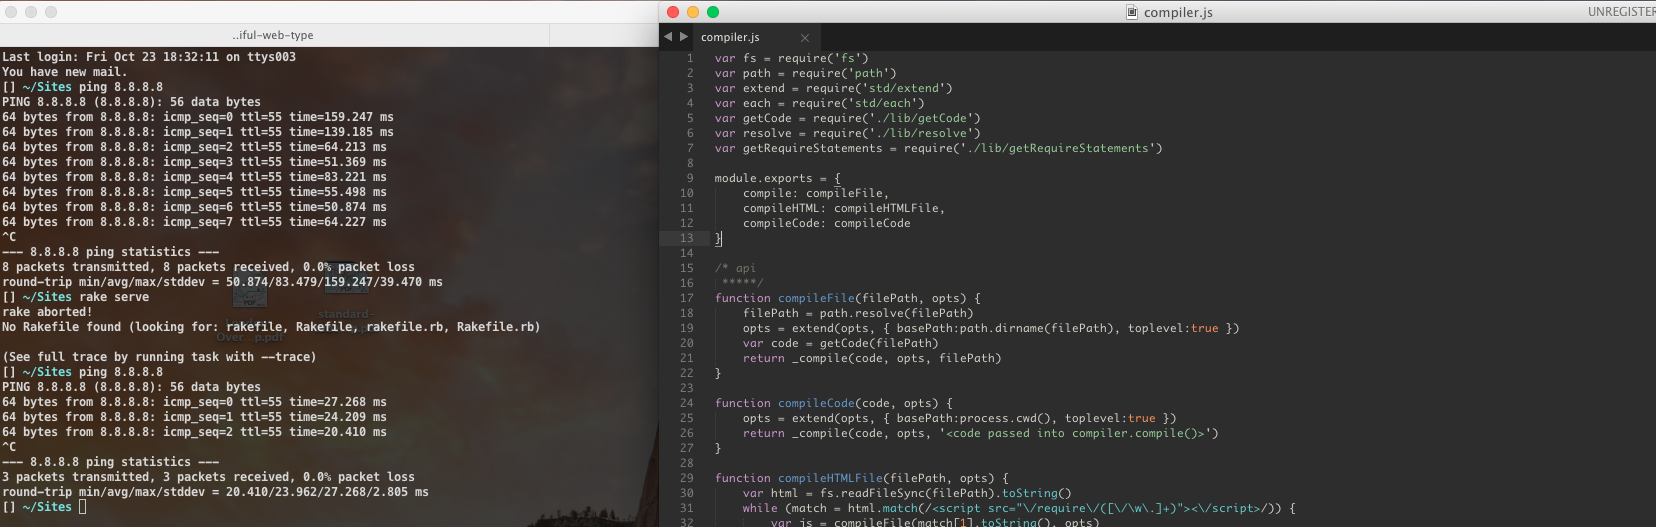 ..iful-web-type
Last login: Fri Oct 23 18:32:11 on ttys003
You have new mail.
[] ~/Sites ping 8.8.8.8
PING 8.8.8.8 (8.8.8.8): 56 data bytes
64 bytes from 8.8.8.8: icmp_seq=0 ttl=55 time=159.247 ms
64 bytes from 8.8.8.8: icmp_seq=1 ttl=55 time=139.185 ms
64 bytes from 8.8.8.8: icmp_seq=2 ttl=55 time=64.213 ms
64 bytes from 8.8.8.8: icmp_seq=3 ttl=55 time=51.369 ms
64 bytes from 8.8.8.8: icmp_seq=4 ttl=55 time=83.221 ms
64 bytes from 8.8.8.8: icmp_seq=5 ttl=55 time=55.498 ms
64 bytes from 8.8.8.8: icmp_seq=6 ttl=55 time=50.874 ms
64 bytes from 8.8.8.8: icmp_seq=7 ttl=55 time=64.227 ms
^C
--- 8.8.8.8 ping statistics ---
8 packets transmitted, 8 packets received, 0.0% packet loss
round-trip min/avg/max/stddev = 50.874/83.479/159.247/39.470 ms
[] ~/Sites rake serve
rake aborted!
No Rakefile found (looking for: rakefile, Rakefile, rakefile.rb, Rakefile.rb)
(See full trace by running task with --trace)
[] ~/Sites ping 8.8.8.8
PING 8.8.8.8 (8.8.8.8): 56 data bytes
64 bytes from 8.8.8.8: icmp_seq=0 ttl=55 time=27.268 ms
64 bytes from 8.8.8.8: icmp_seq=1 ttl=55 time=24.209 ms
64 bytes from 8.8.8.8: icmp_seq=2 ttl=55 time=20.410 ms
^C
--- 8.8.8.8 ping statistics ---
3 packets transmitted, 3 packets received, 0.0% packet loss
round-trip min/avg/max/stddev = 20.410/23.962/27.268/2.805 ms
[] ~/Sites
compiler.js
UNREGISTER
compiler.js
1 var fs = require('fs')
2 var path = require('path')
3 var extend = require('std/extend')
4 var each = require('std/each')
5 var getCode = require('./lib/getCode')
6 var resolve = require('./lib/resolve')
7 var getRequireStatements = require('./lib/getRequireStatements')
8
9 module.exports = {
10 compile: compileFile,
11 compileHTML: compileHTMLFile,
12 compileCode: compileCode
13 }
14
15 /* api
16 *****/
17 function compileFile(filePath, opts) {
18 filePath = path.resolve(filePath)
19 opts = extend(opts, { basePath:path.dirname(filePath), toplevel:true })
20 var code = getCode(filePath)
21 return _compile(code, opts, filePath)
22 }
23
24 function compileCode(code, opts) {
25 opts = extend(opts, { basePath:process.cwd(), toplevel:true })
26 return _compile(code, opts, '<code passed into compiler.compile()>')
27 }
28
29 function compileHTMLFile(filePath, opts) {
30 var html = fs.readFileSync(filePath).toString()
31 while (match = html.match(/<script src="\/require\/([\/\w\.]+)"><\/script>/)) {
32 var js = compileFile(match[1].toString(), opts)